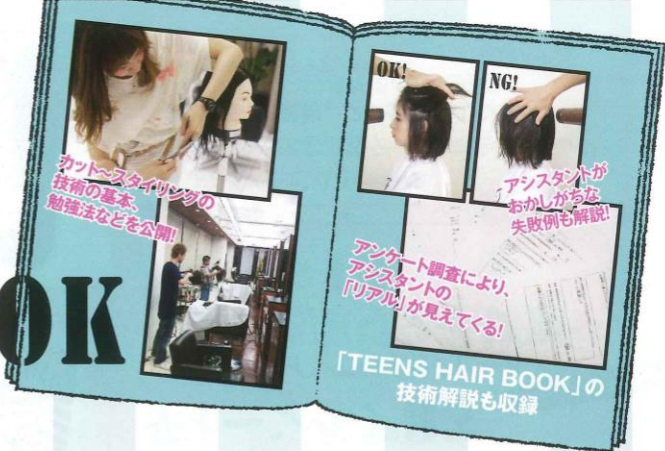 カット〜スタイリングの
技術の基本、
勉強法などを公開!
OK
OK!
NG!
アシスタントが
おかしがちな
失敗例も解説!
アンケート調査により、
アシスタントの
「リアル」が見えてくる!
「TEENS HAIR BOOK」の
技術解説も収録